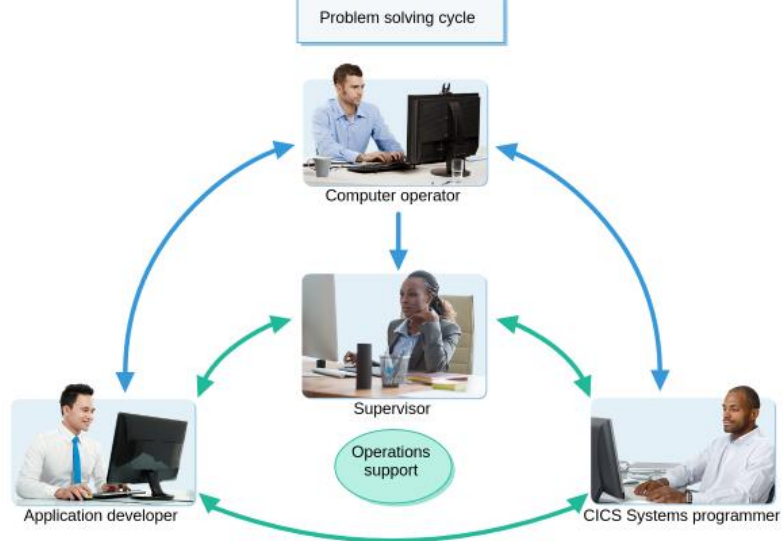 Problem solving cycle
Computer operator
Supervisor
Operations
support
Application developer
CICS Systems programmer